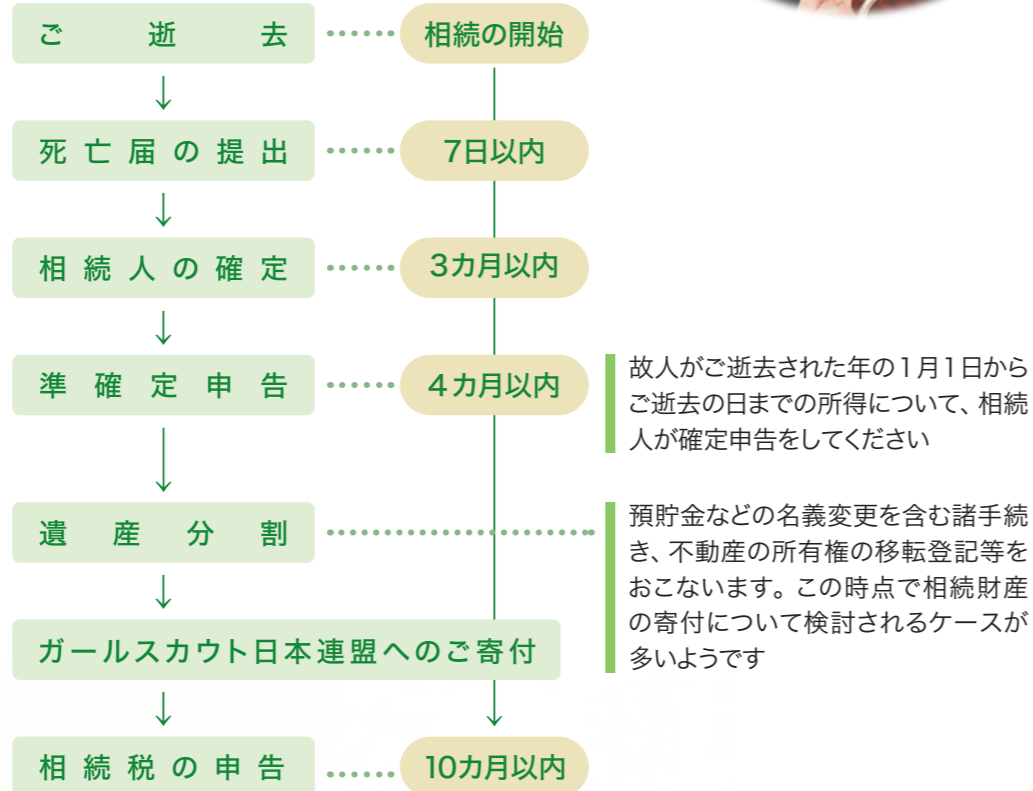 ご逝去
相続の開始
死亡届の提出
7日以内
相続人の確定
3カ月以内
準確定申告
4カ月以内
故人がご逝去された年の1月1日から
ご逝去の日までの所得について、相続
人が確定申告をしてください
遺産分割
預貯金などの名義変更を含む諸手続
き、不動産の所有権の移転登記等を
おこないます。この時点で相続財産
の寄付について検討されるケースが
多いようです
ガールスカウト日本連盟へのご寄付
相続税の申告
10カ月以内